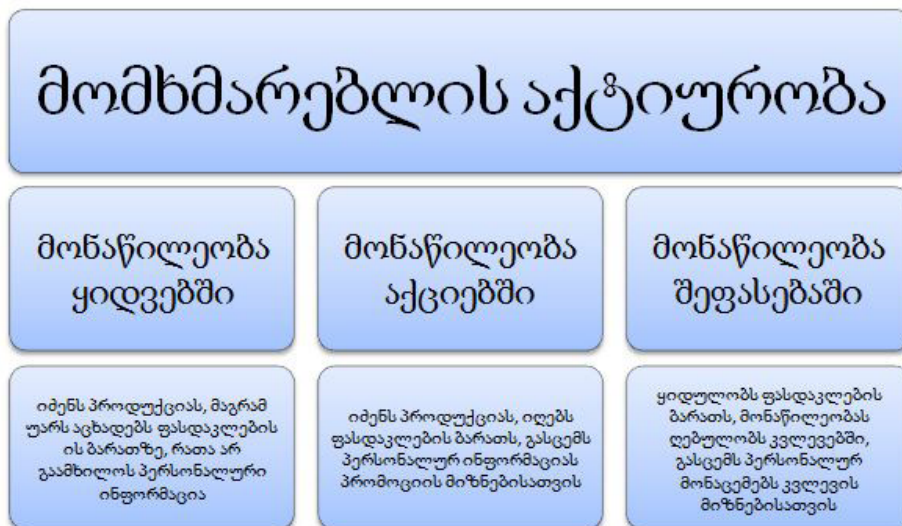 მომხმარებლის აქტიურობა
მონაწილეობა
ყიდვებში
მონაწილეობა
აქციებში
მონაწილეობა
შეფასებაში
იძენს პროდუქციას, მაგრამ
უარს აცხადებს ფასდაკლების
ის ბარათზე, რათა არ
გაამხილოს პერსონალური
ინფორმაცია
იძენს პროდუქციას, იღებს
ფასდაკლების ბარათს, გასცემს
პერსონალურ ინფორმაციას
პრომოციის მიზნებისათვის
ყიდულობს ფასდაკლების
ბარათს, მონაწილეობას
ღებულობს კვლევებში,
გასცემს პერსონალურ
მონაცემებს კვლევის
მიზნებისათვის